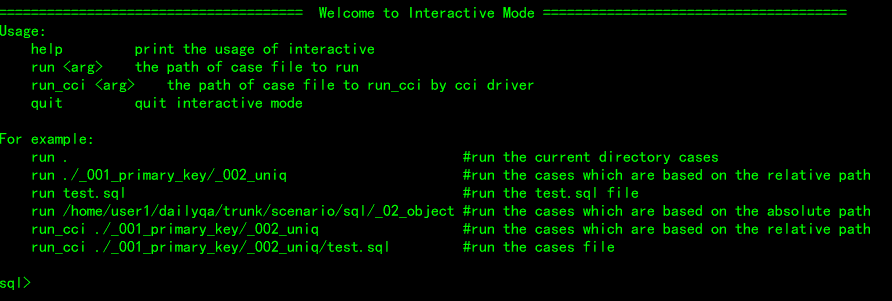 ====================================== Welcome to Interactive Mode ======================================
Usage:
    help         print the usage of interactive
    run <arg>    the path of case file to run
    run_cci <arg>    the path of case file to run_cci by cci driver
    quit         quit interactive mode

For example:
    run .                                                 #run the current directory cases
    run ./_001_primary_key/_002_uniq                      #run the cases which are based on the relative path
    run test.sql                                          #run the test.sql file
    run /home/user1/dailyqa/trunk/scenario/sql/_02_object #run the cases which are based on the absolute path
    run_cci ./_001_primary_key/_002_uniq                  #run the cases which are based on the relative path
    run_cci ./_001_primary_key/_002_uniq/test.sql         #run the cases file

sql>